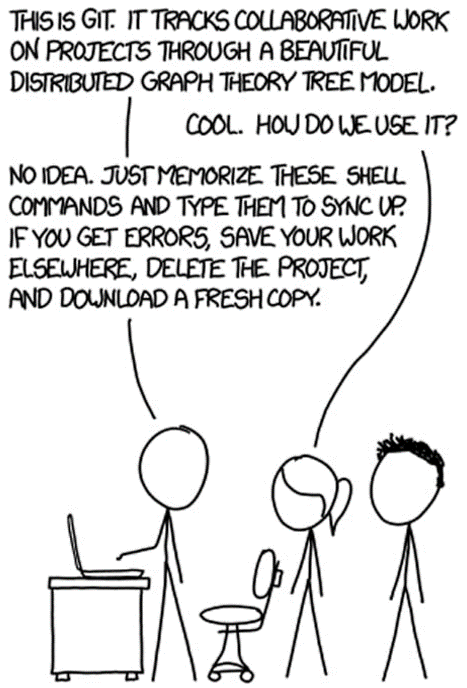 THIS IS GIT. IT TRACKS COLLABORATIVE WORK
ON PROJECTS THROUGH A BEAUTIFUL
DISTRIBUTED GRAPH THEORY TREE MODEL.
COOL. HOW DO WE USE IT?
NO IDEA. JUST MEMORIZE THESE SHELL
COMMANDS AND TYPE THEM TO SYNC UP.
IF YOU GET ERRORS, SAVE YOUR WORK
ELSEWHERE, DELETE THE PROJECT,
AND DOWNLOAD A FRESH COPY.